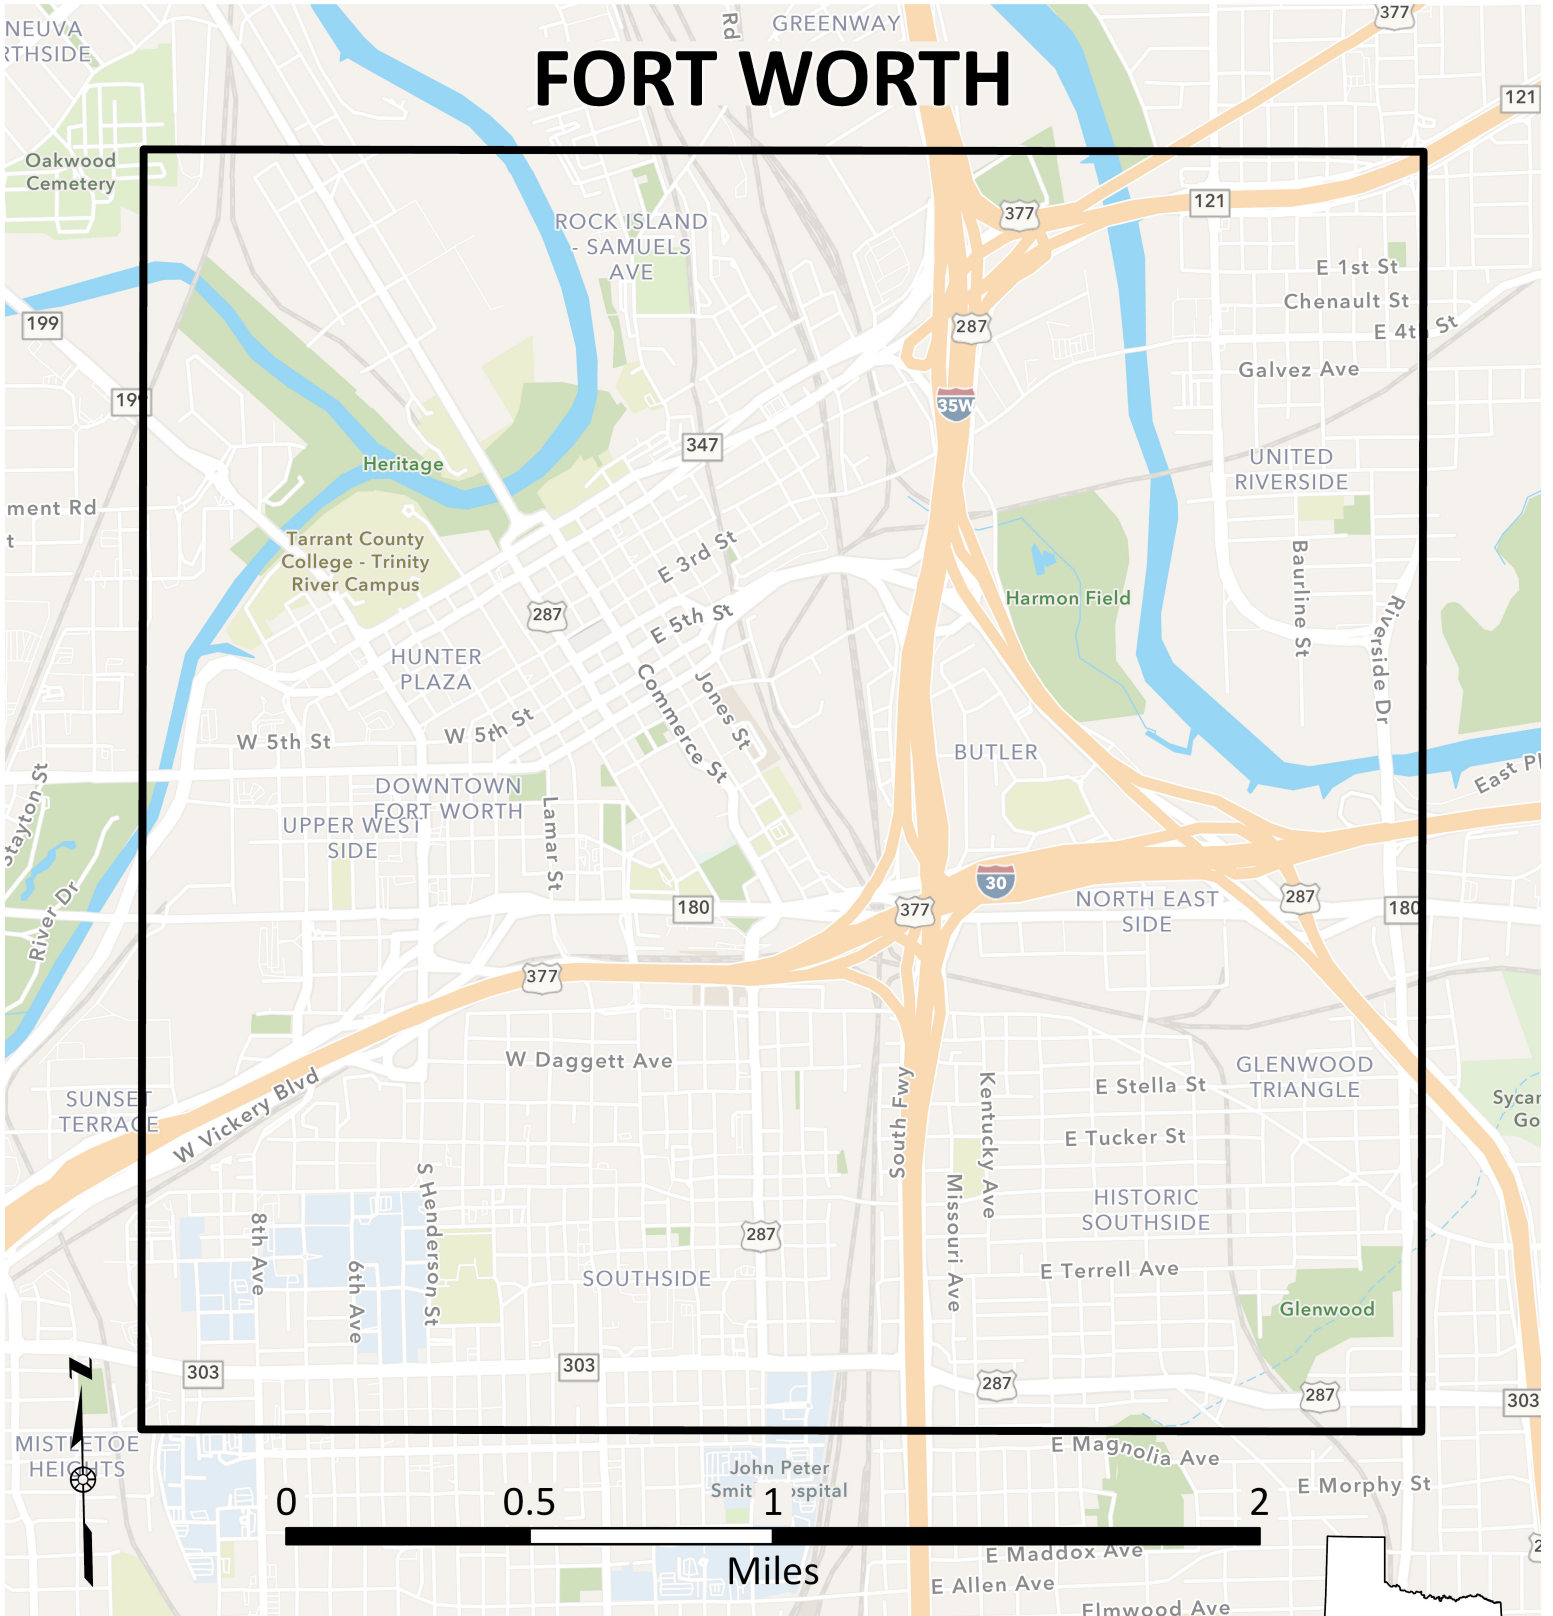 NEUVA
RTHSIDE
Rd
GREENWAY
377
FORT WORTH
121
Oakwood
Cemetery
ROCK ISLAND
- SAMUELS
AVE
377
121
E 1st St
Chenault St
E 4th St
199
287
Galvez Ave
199
35W
347
Heritage
UNITED
RIVERSIDE
ment Rd
t
Tarrant County
College - Trinity
River Campus
E 3rd St
Baurline St
Harmon Field
287
E 5th St
Riverside Dr
HUNTER
PLAZA
Commerce St
Jones St
W 5th St
W 5th St
BUTLER
East Pl
Stayton St
DOWNTOWN
FORT WORTH
UPPER WEST
SIDE
Lamar St
30
River Dr
180
377
NORTH EAST
SIDE
287
180
377
W Daggett Ave
GLENWOOD
TRIANGLE
SUNSET
TERRACE
W Vickery Blvd
South Fwy
Kentucky Ave
E Stella St
Sycar
Go
E Tucker St
S Henderson St
Missouri Ave
HISTORIC
SOUTHSIDE
8th Ave
6th Ave
287
SOUTHSIDE
E Terrell Ave
Glenwood
N
303
303
287
287
303
MISTLETOE
HEIGHTS
E Magnolia Ave
John Peter
Smit ospital
E Morphy St
0 0.5 1 2
Miles
E Maddox Ave
2
E Allen Ave
Elmwood Ave